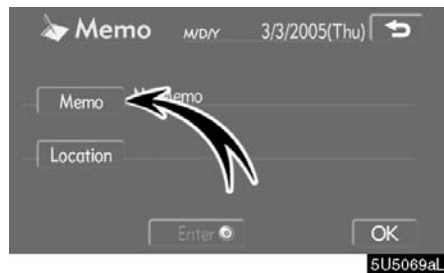 Memo M/D/Y 3/3/2005(Thu)
Memo
Location
Enter
OK
5U5069aL